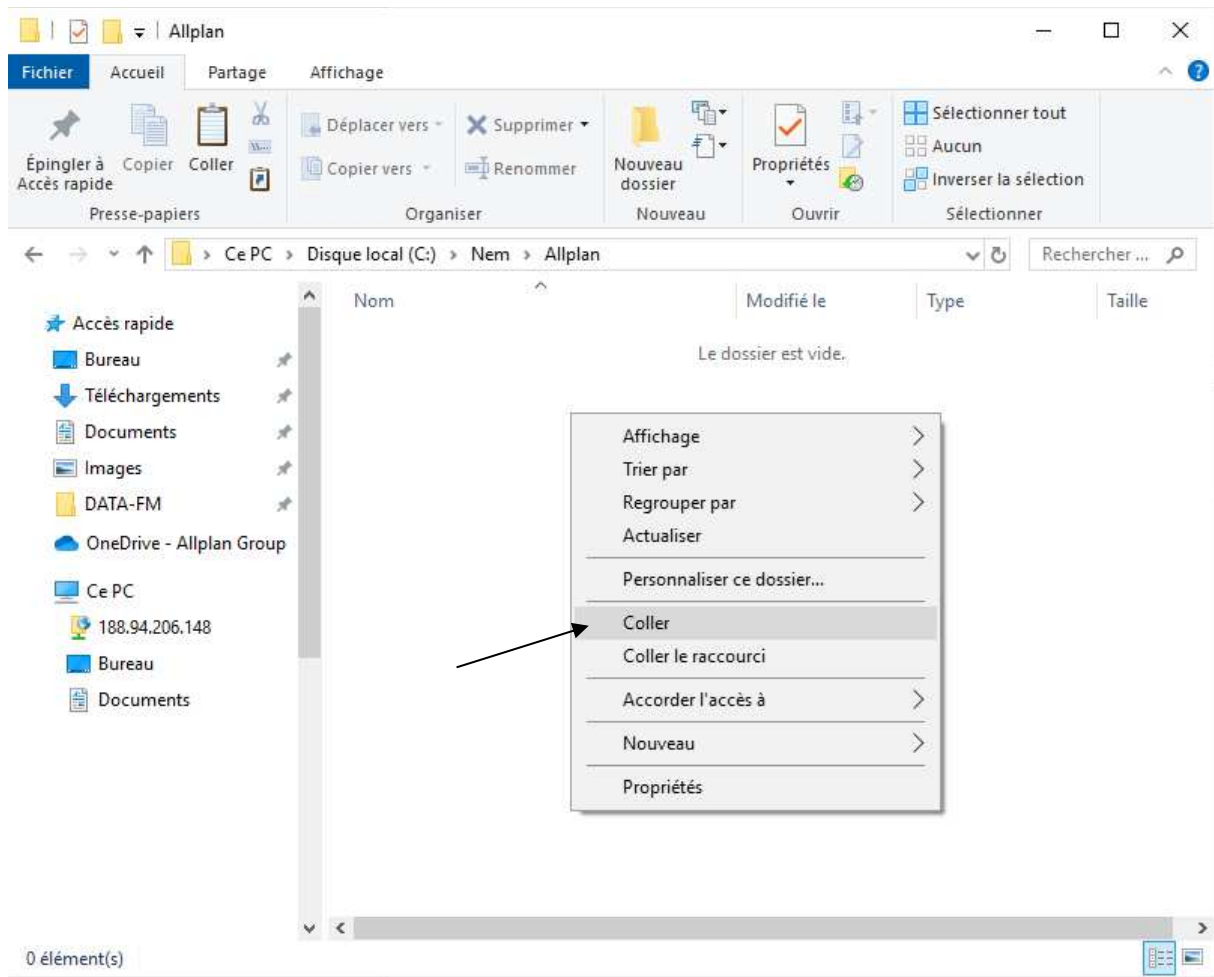 Allplan
Fichier Accueil Partage Affichage
Épingler à Accès rapide
Copier
Coller
Déplacer vers
Copier vers
Supprimer
Renommer
Nouveau dossier
Propriétés
Sélectionner tout
Aucun
Inverser la sélection
Presse-papiers Organiser Nouveau Ouvrir Sélectionner
Ce PC > Disque local (C:) > Nem > Allplan
Rechercher ...
Nom Modifié le Type Taille
Le dossier est vide.
Accès rapide
Bureau
Téléchargements
Documents
Images
DATA-FM
OneDrive - Allplan Group
Ce PC
188.94.206.148
Bureau
Documents
Affichage
Trier par
Regrouper par
Actualiser
Personnaliser ce dossier...
Coller
Coller le raccourci
Accorder l'accès à
Nouveau
Propriétés
0 élément(s)